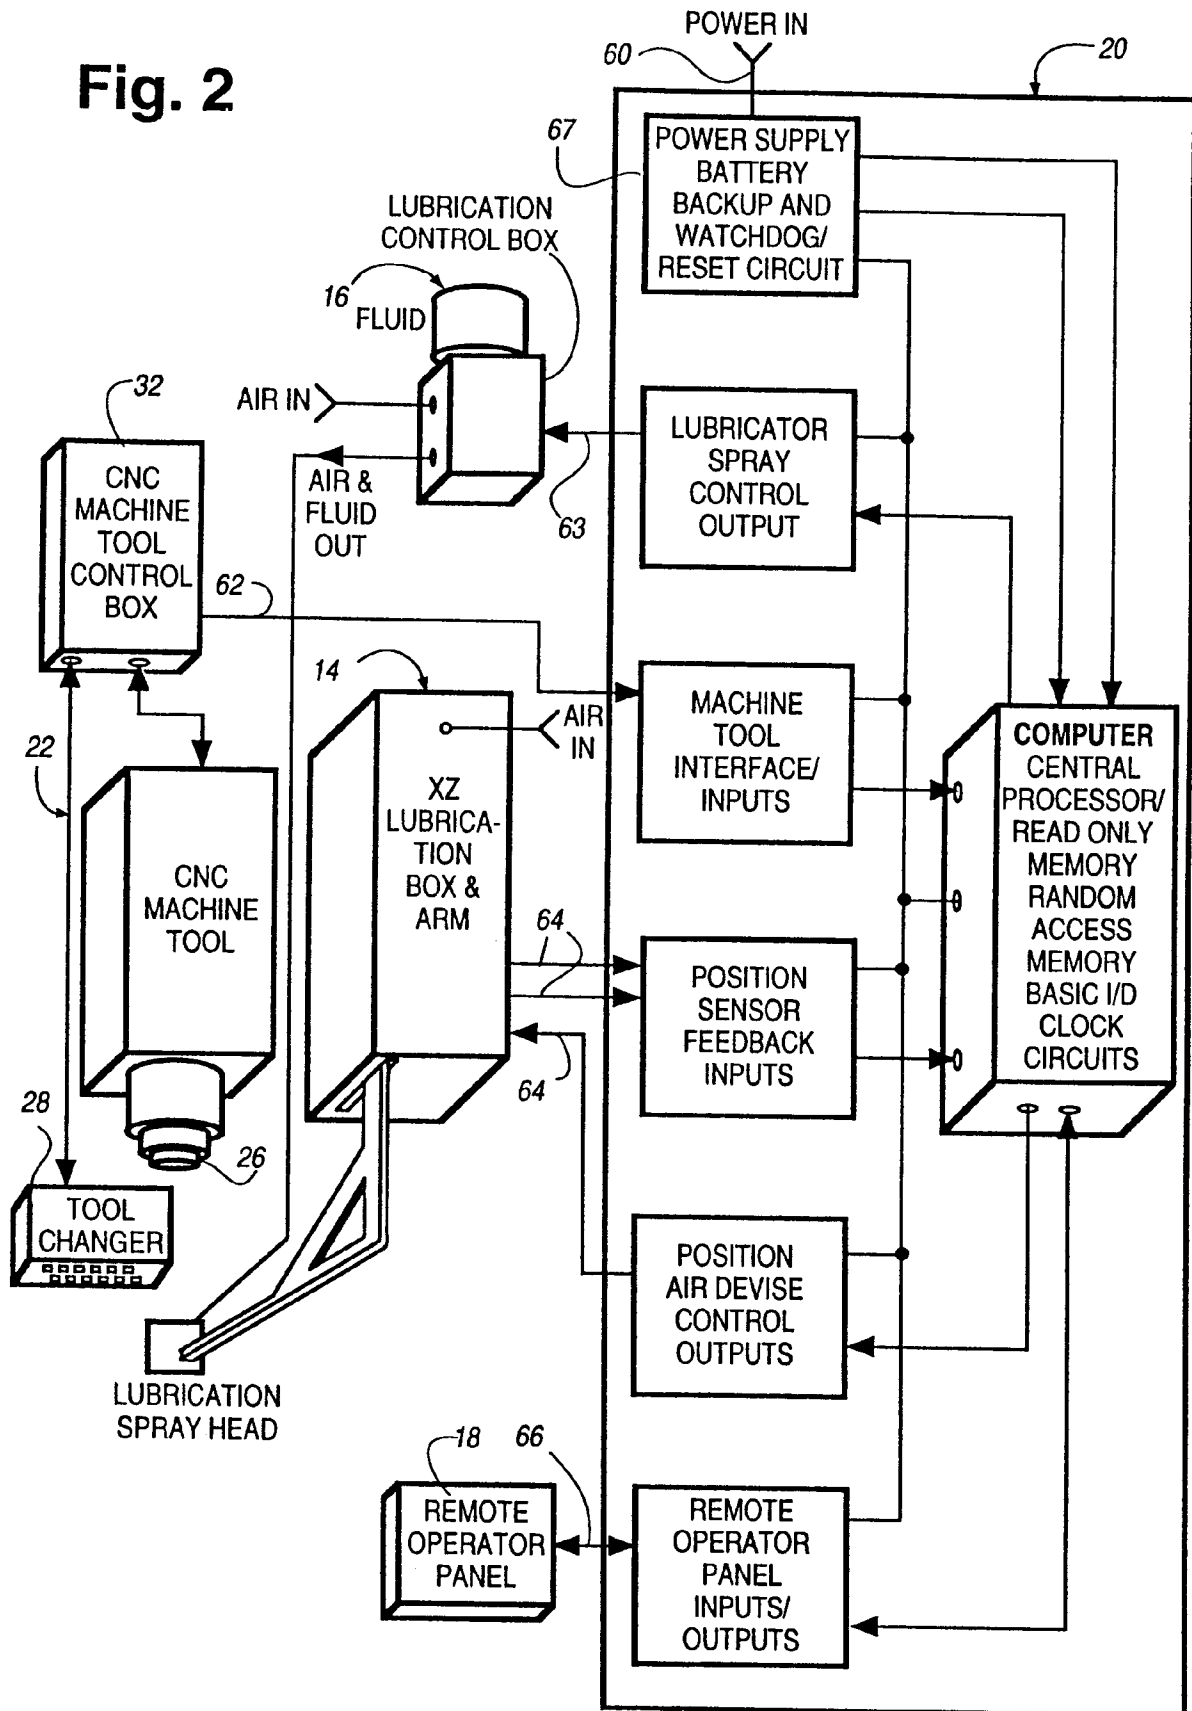 Fig. 2
POWER IN
60
20
67
POWER SUPPLY
BATTERY
BACKUP AND
WATCHDOG/
RESET CIRCUIT
LUBRICATION
CONTROL BOX
16
FLUID
AIR IN
AIR &
FLUID
OUT
63
LUBRICATOR
SPRAY
CONTROL
OUTPUT
32
CNC
MACHINE
TOOL
CONTROL
BOX
62
14
AIR
IN
XZ
LUBRICA-
TION
BOX &
ARM
MACHINE
TOOL
INTERFACE/
INPUTS
COMPUTER
CENTRAL
PROCESSOR/
READ ONLY
MEMORY
RANDOM
ACCESS
MEMORY
BASIC I/D
CLOCK
CIRCUITS
22
CNC
MACHINE
TOOL
64
64
POSITION
SENSOR
FEEDBACK
INPUTS
28
26
TOOL
CHANGER
POSITION
AIR DEVISE
CONTROL
OUTPUTS
LUBRICATION
SPRAY HEAD
18
66
REMOTE
OPERATOR
PANEL
REMOTE
OPERATOR
PANEL
INPUTS/
OUTPUTS